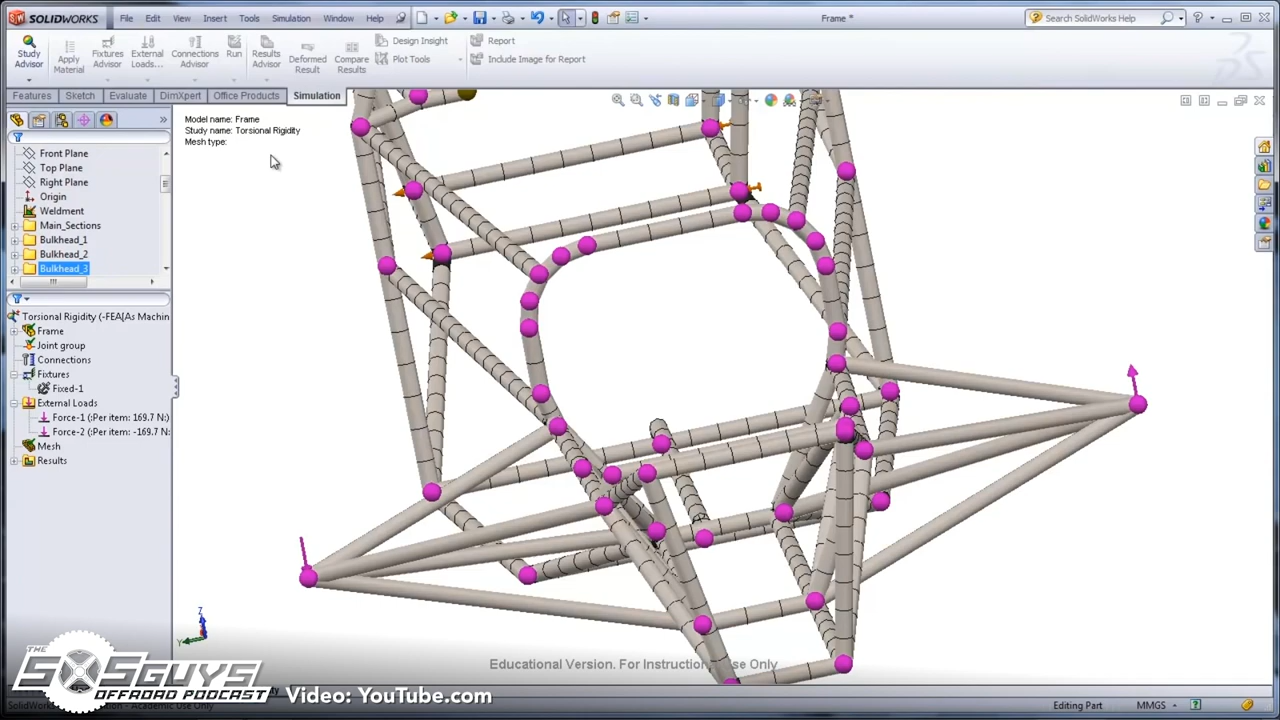 SOLIDWORKS File Edit View Insert Tools Simulation Window Help Frame * Search SolidWorks Help
Study Advisor
Apply Material
Fixtures Advisor
External Loads...
Connections Advisor
Run
Results Advisor
Deformed Result
Compare Results
Design Insight
Plot Tools
Report
Include Image for Report
Features Sketch Evaluate DimXpert Office Products Simulation
Model name: Frame
Study name: Torsional Rigidity
Mesh type:
Front Plane
Top Plane
Right Plane
Origin
Weldment
Main_Sections
Bulkhead_1
Bulkhead_2
Bulkhead_3
Torsional Rigidity (-FEA[As Machin
Frame
Joint group
Connections
Fixtures
Fixed-1
External Loads
Force-1 (:Per item: 169.7 N:)
Force-2 (:Per item: -169.7 N:
Mesh
Results
Z
Y
Educational Version. For Instruction Use Only
THE
SOSGUYS
OFFROAD PODCAST
Video: YouTube.com
Editing Part MMGS